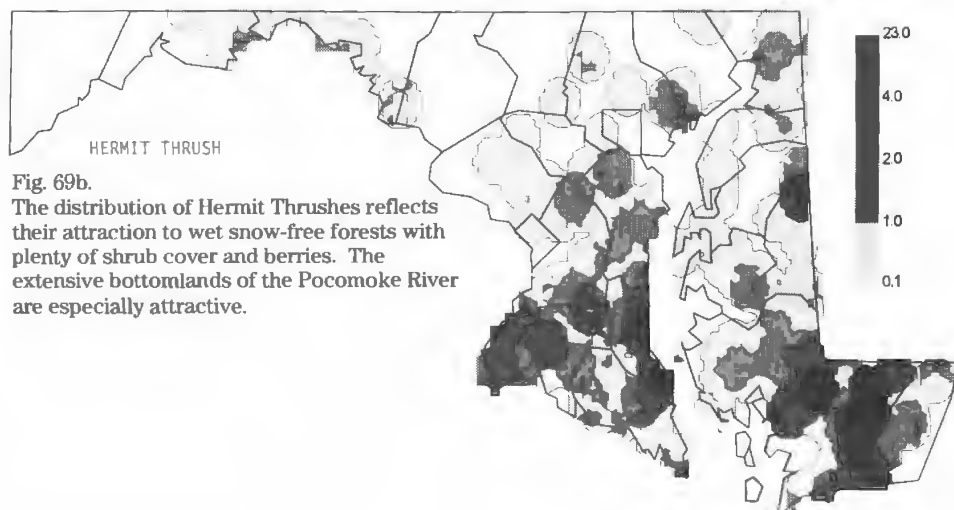 23.0
4.0
2.0
1.0
0.1
HERMIT THRUSH
Fig. 69b.
The distribution of Hermit Thrushes reflects
their attraction to wet snow-free forests with
plenty of shrub cover and berries. The
extensive bottomlands of the Pocomoke River
are especially attractive.